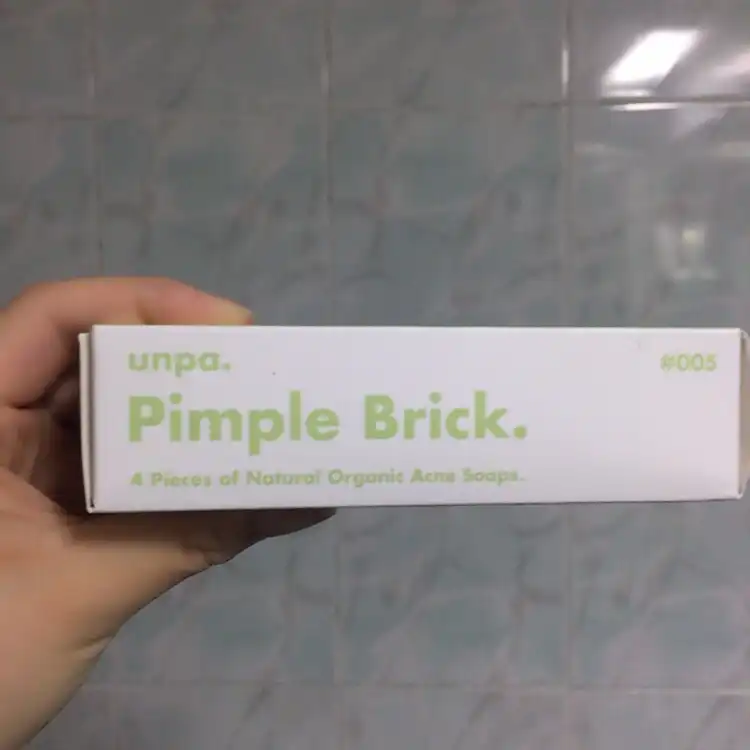 unpa.
#005
Pimple Brick.
4 Pieces of Natural Organic Acne Soaps.